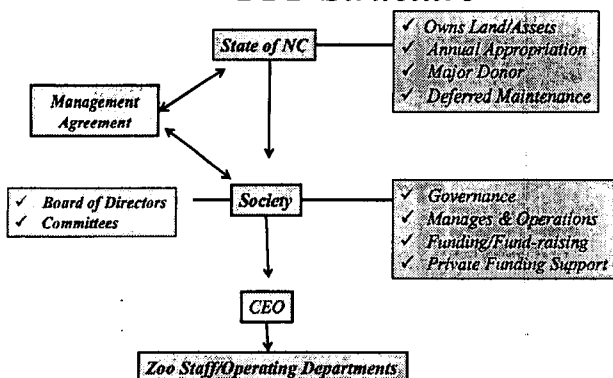 State of NC
✓ Owns Land/Assets
✓ Annual Appropriation
✓ Major Donor
✓ Deferred Maintenance
Management
Agreement
✓ Board of Directors
✓ Committees
Society
✓ Governance
✓ Manages & Operations
✓ Funding/Fund-raising
✓ Private Funding Support
CEO
Zoo Staff/Operating Departments